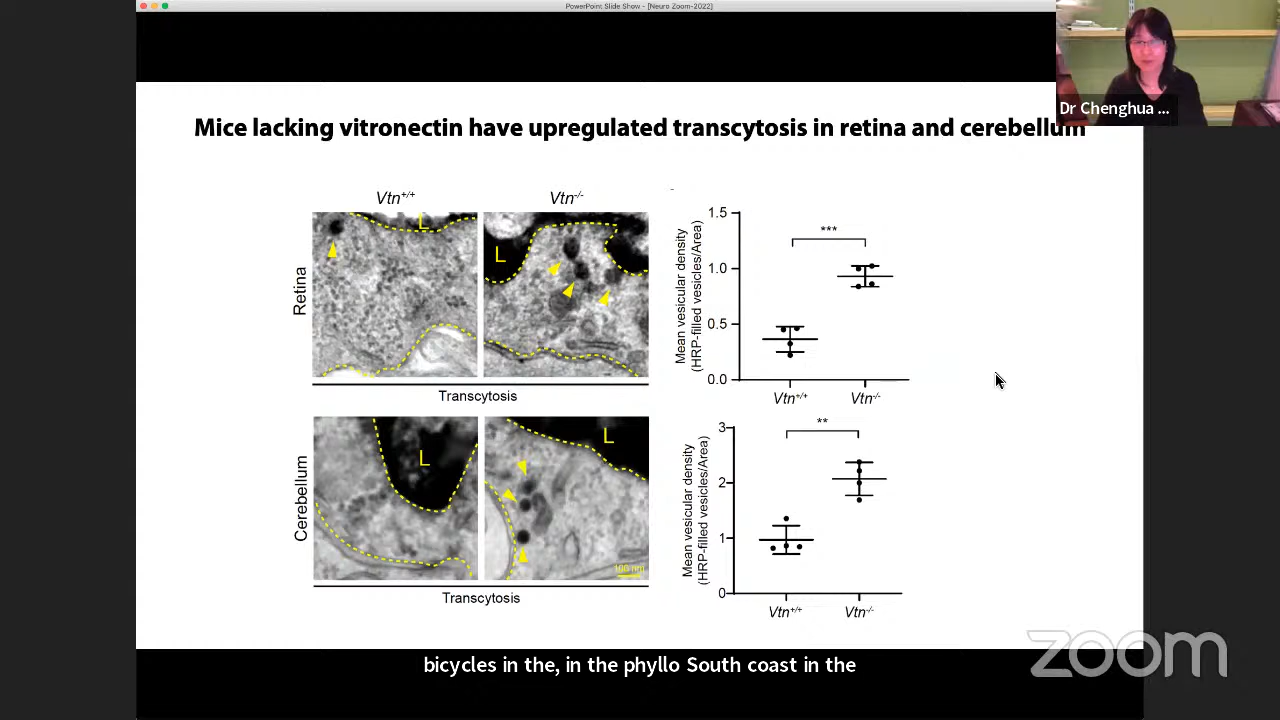 PowerPoint Slide Show - [Neuro Zoom-2022]
Dr Chenghua ...
Mice lacking vitronectin have upregulated transcytosis in retina and cerebellum
Vtn+/+
Vtn-/-
Retina
L
L
Transcytosis
Mean vesicular density
(HRP-filled vesicles/Area)
1.5
1.0
0.5
0.0
***
Vtn+/+
Vtn-/-
Cerebellum
L
L
100 nm
Transcytosis
Mean vesicular density
(HRP-filled vesicles/Area)
3
2
1
0
**
Vtn+/+
Vtn-/-
bicycles in the, in the phyllo South coast in the
zoom